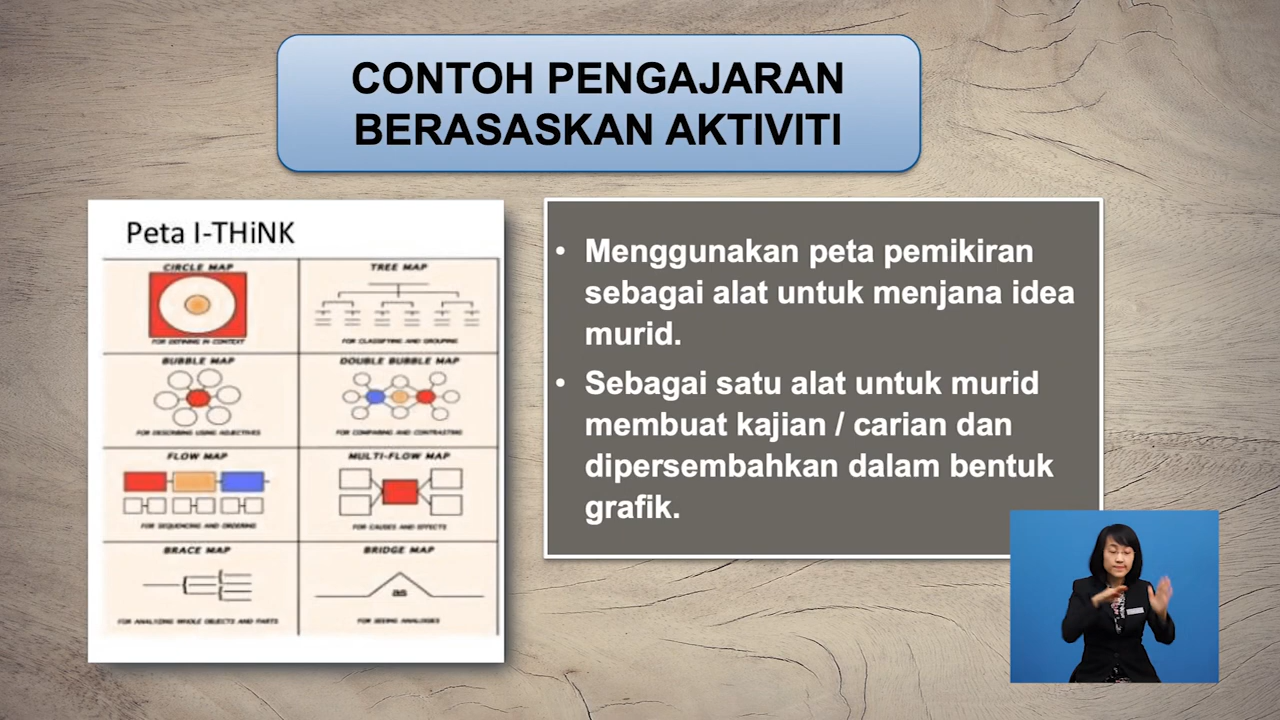 CONTOH PENGAJARAN
BERASASKAN AKTIVITI
Peta I-THiNK
CIRCLE MAP
FOR DEFINING IN CONTEXT
TREE MAP
FOR CLASSIFYING AND GROUPING
BUBBLE MAP
FOR DESCRIBING USING ADJECTIVES
DOUBLE BUBBLE MAP
FOR COMPARING AND CONTRASTING
FLOW MAP
FOR SEQUENCING AND ORDERING
MULTI-FLOW MAP
FOR CAUSES AND EFFECTS
BRACE MAP
FOR ANALYZING WHOLE OBJECTS AND PARTS
BRIDGE MAP
as
FOR SEEING ANALOGIES
• Menggunakan peta pemikiran
sebagai alat untuk menjana idea
murid.
• Sebagai satu alat untuk murid
membuat kajian / carian dan
dipersembahkan dalam bentuk
grafik.